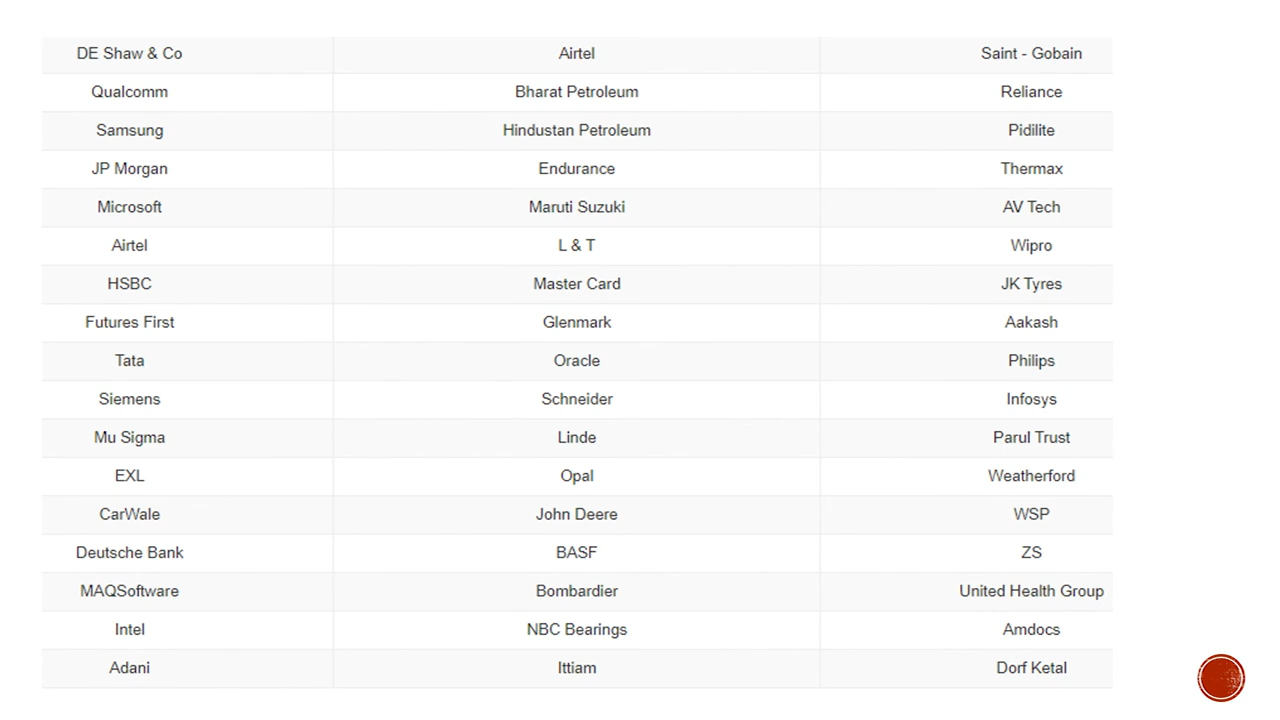 DE Shaw & Co Airtel Saint - Gobain
Qualcomm Bharat Petroleum Reliance
Samsung Hindustan Petroleum Pidilite
JP Morgan Endurance Thermax
Microsoft Maruti Suzuki AV Tech
Airtel L & T Wipro
HSBC Master Card JK Tyres
Futures First Glenmark Aakash
Tata Oracle Philips
Siemens Schneider Infosys
Mu Sigma Linde Parul Trust
EXL Opal Weatherford
CarWale John Deere WSP
Deutsche Bank BASF ZS
MAQSoftware Bombardier United Health Group
Intel NBC Bearings Amdocs
Adani Ittiam Dorf Ketal